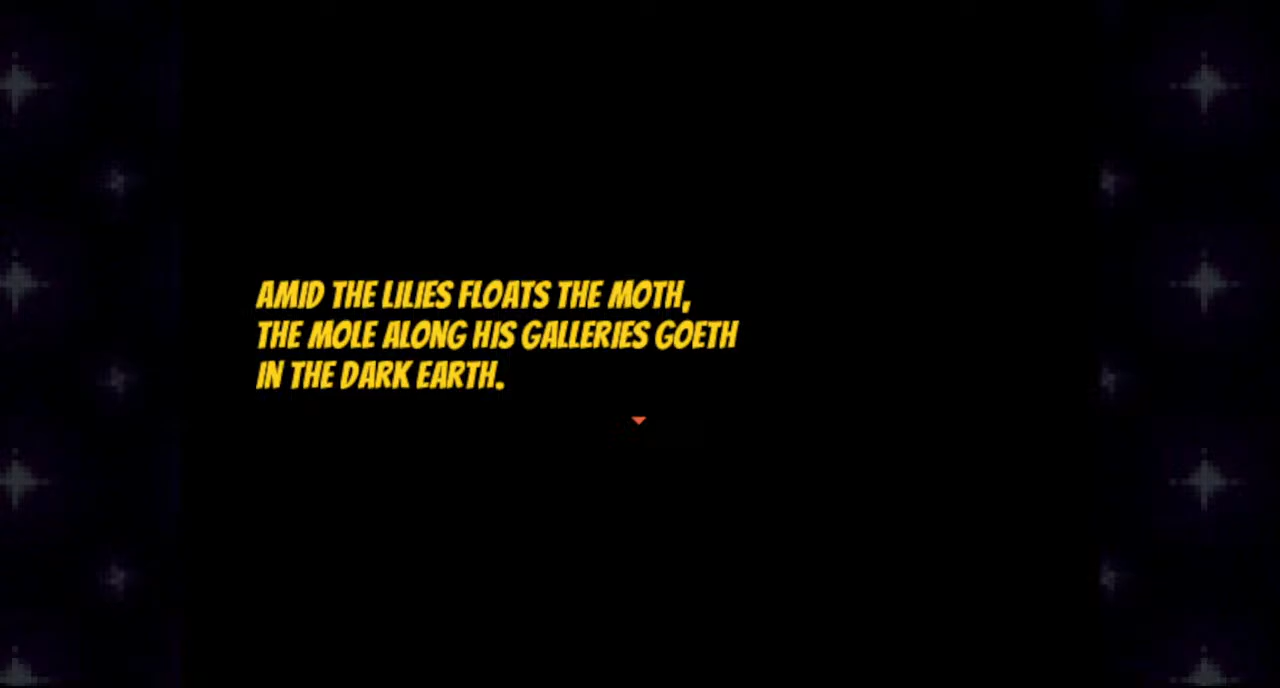 AMID THE LILIES FLOATS THE MOTH,
THE MOLE ALONG HIS GALLERIES GOETH
IN THE DARK EARTH.